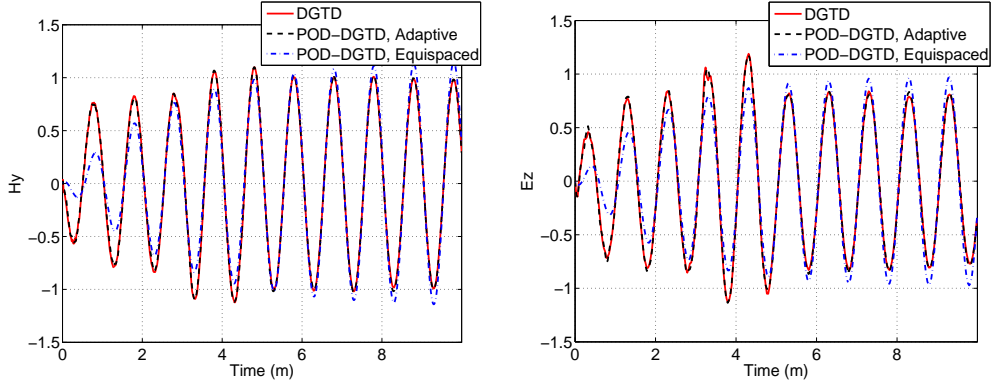 DGTD
POD−DGTD, Adaptive
POD−DGTD, Equispaced
1.5
1
0.5
0
−0.5
−1
−1.5
Hy
0
2
4
6
8
Time (m)
DGTD
POD−DGTD, Adaptive
POD−DGTD, Equispaced
1.5
1
0.5
0
−0.5
−1
−1.5
Ez
0
2
4
6
8
Time (m)